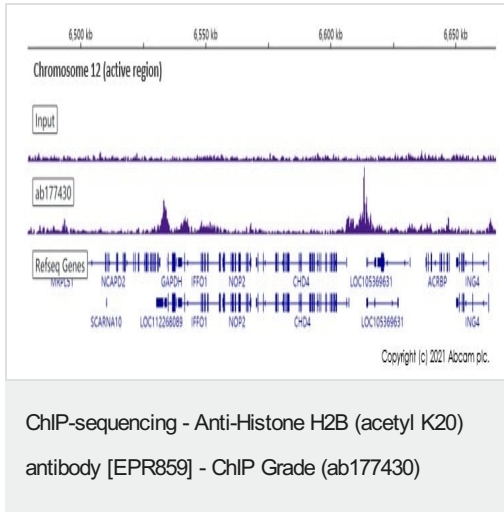 6,500 kb 6,550 kb 6,600 kb 6,650 kb
Chromosome 12 (active region)
Input
ab177430
Refseq Genes
MRPL51 NCAPD2 GAPDH IFFO1 NOP2 CHD4 LOC105369631 ACRBP ING4
SCARNA10 LOC112268089 IFFO1 NOP2 CHD4 LOC105369631 ING4
Copyright (c) 2021 Abcam plc.
ChIP-sequencing - Anti-Histone H2B (acetyl K20)
antibody [EPR859] - ChIP Grade (ab177430)